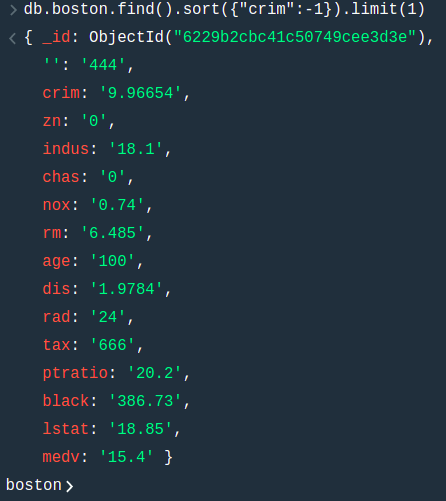 > db.boston.find().sort({"crim":-1}).limit(1)
< { _id: ObjectId("6229b2cbc41c50749cee3d3e"),
'': '444',
crim: '9.96654',
zn: '0',
indus: '18.1',
chas: '0',
nox: '0.74',
rm: '6.485',
age: '100',
dis: '1.9784',
rad: '24',
tax: '666',
ptratio: '20.2',
black: '386.73',
lstat: '18.85',
medv: '15.4' }
boston>